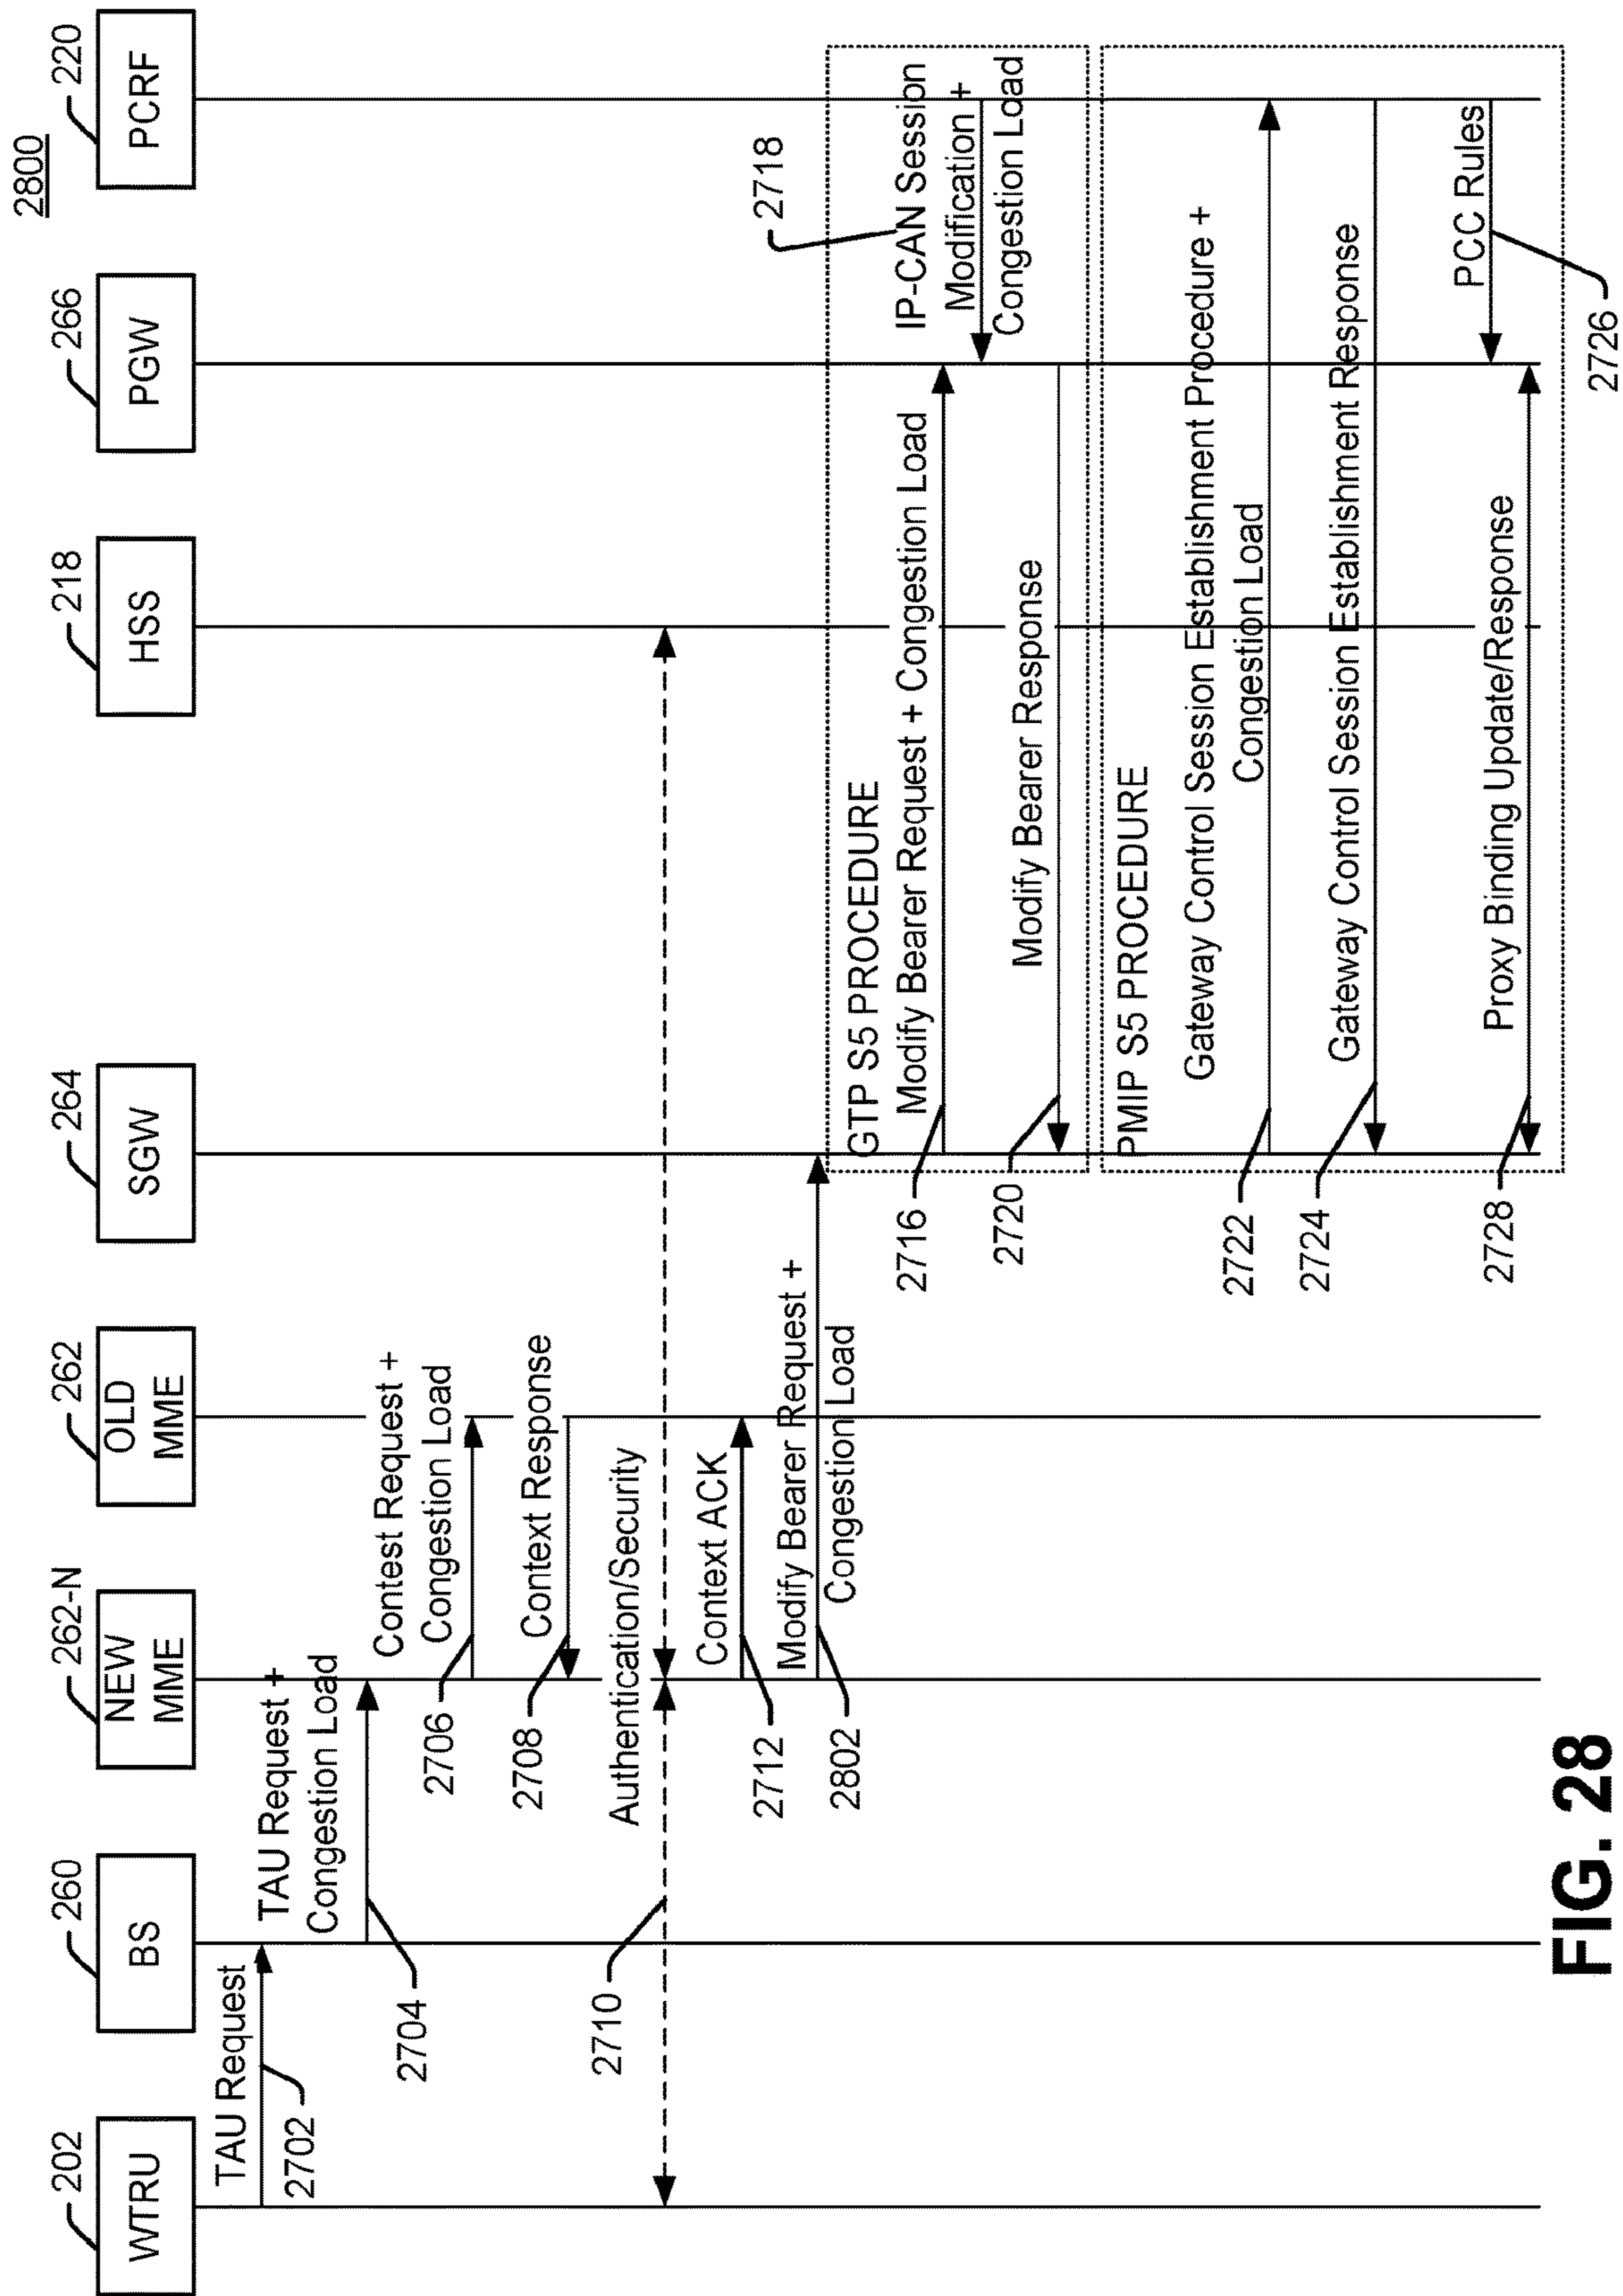 2800
202
260
262-N
262
264
218
266
220
WTRU
BS
NEW
MME
OLD
MME
SGW
HSS
PGW
PCRF
TAU Request
2702
TAU Request +
Congestion Load
2704
Contest Request +
Congestion Load
2706
Context Response
2708
Authentication/Security
2710
Context ACK
2712
Modify Bearer Request +
Congestion Load
2802
GTP S5 PROCEDURE
Modify Bearer Request + Congestion Load
2716
2718
IP-CAN Session
Modification +
Congestion Load
Modify Bearer Response
2720
PMIP S5 PROCEDURE
Gateway Control Session Establishment Procedure +
Congestion Load
2722
Gateway Control Session Establishment Response
2724
PCC Rules
2726
Proxy Binding Update/Response
2728
FIG. 28